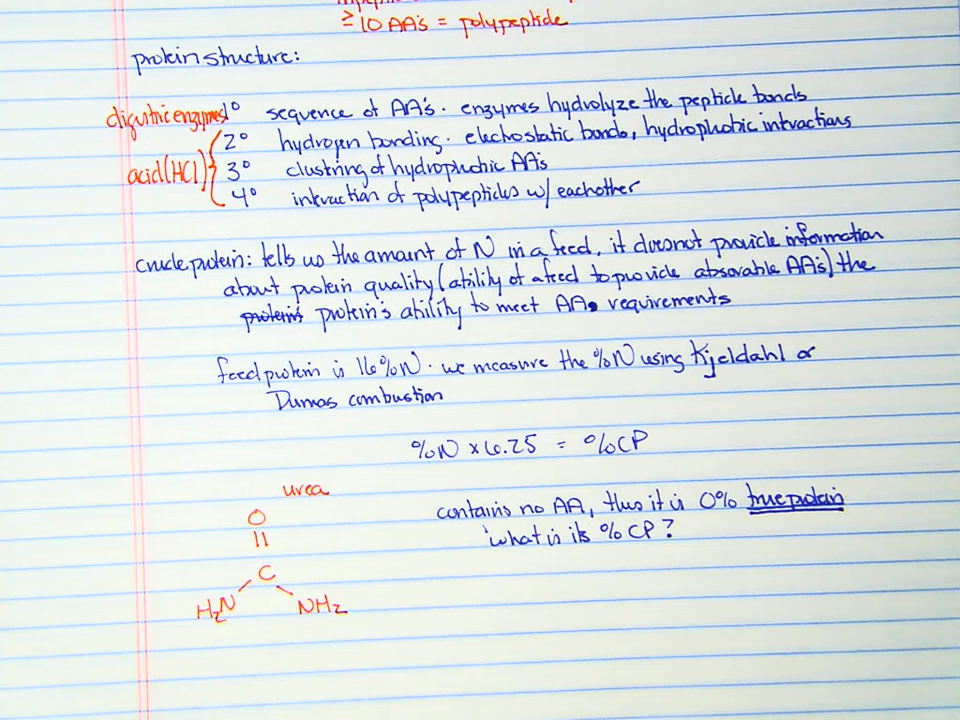 ≥10 AA's = polypeptide
protein structure:
digestive enzymes 1° sequence of AA's. enzymes hydrolyze the peptide bonds
2° hydrogen bonding. electrostatic bonds, hydrophobic interactions
acid (HCl) 3° clustering of hydrophobic AA's
4° interaction of polypeptides w/ eachother
crude protein: tells us the amount of N in a feed, it does not provide information
about protein quality (ability of a feed to provide absorable AA's) the
protein's protein's ability to meet AA requirements
feed protein is 16% N. we measure the %N using Kjeldahl or
Dumas combustion
%N x 6.25 = %CP
urea
contains no AA, thus it is 0% true protein
what is its % CP?
O
C
H₂N NH₂